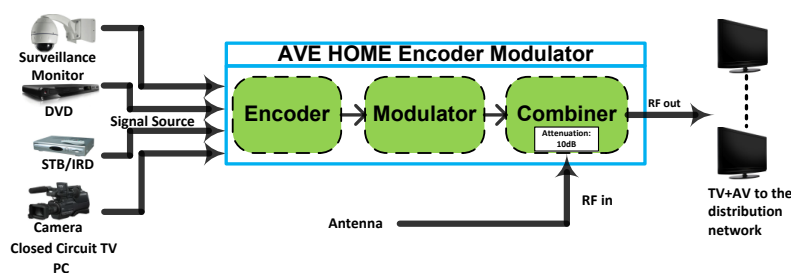 AVE HOME Encoder Modulator
Surveillance
Monitor
DVD
Signal Source
STB/IRD
Camera
Closed Circuit TV
PC
Encoder
Modulator
Combiner
Attenuation:
10dB
RF out
RF in
Antenna
TV+AV to the
distribution
network